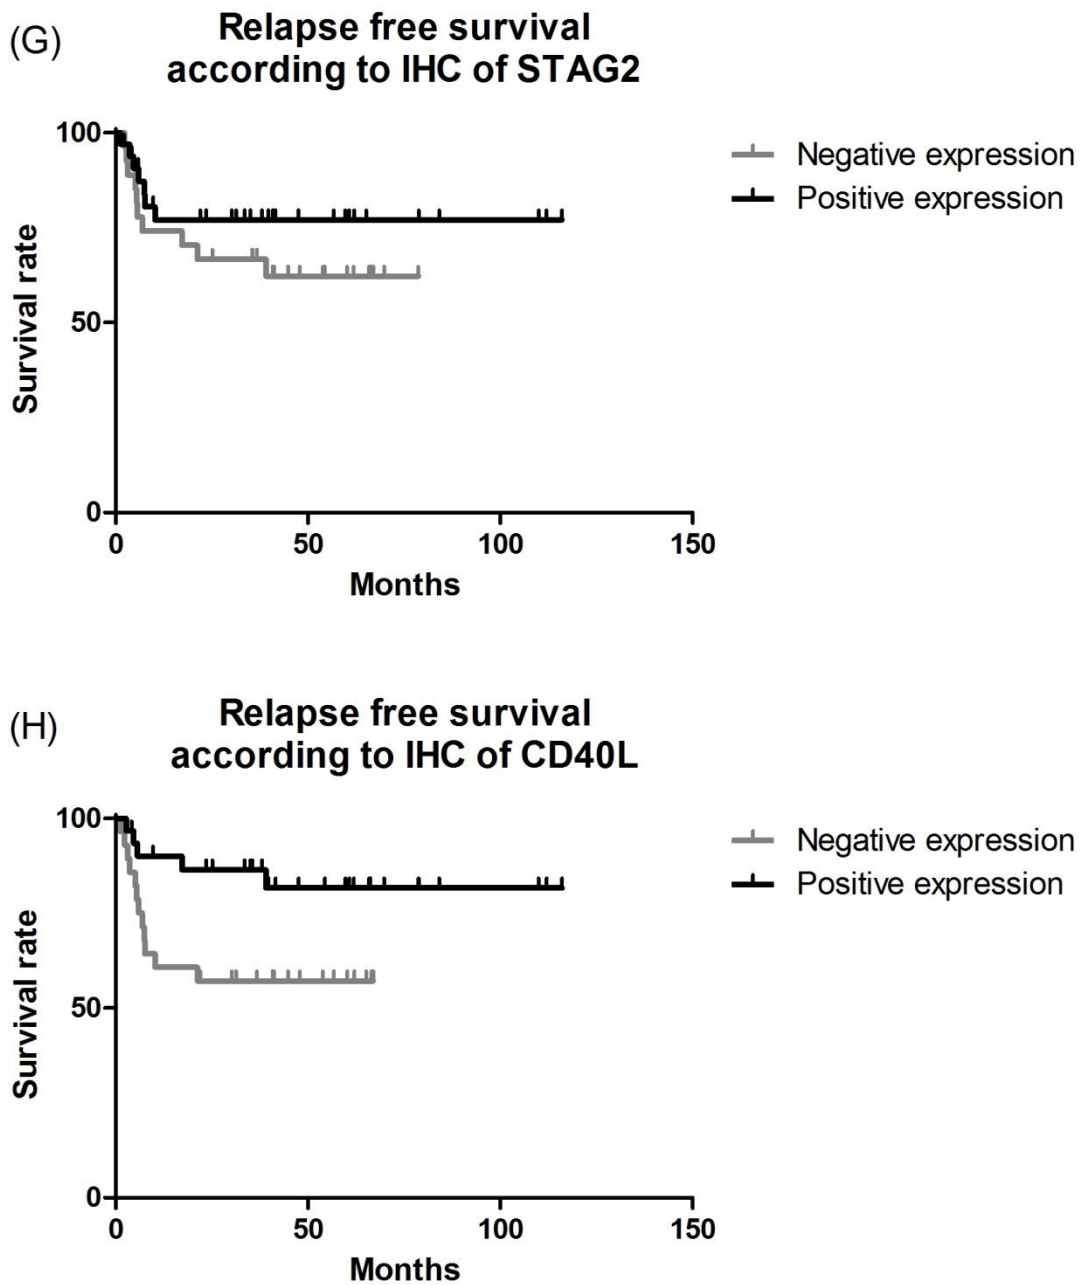 (G)
Relapse free survival
according to IHC of STAG2
100
50
0
Survival rate
0 50 100 150
Months
Negative expression
Positive expression
(H)
Relapse free survival
according to IHC of CD40L
100
50
0
Survival rate
0 50 100 150
Months
Negative expression
Positive expression